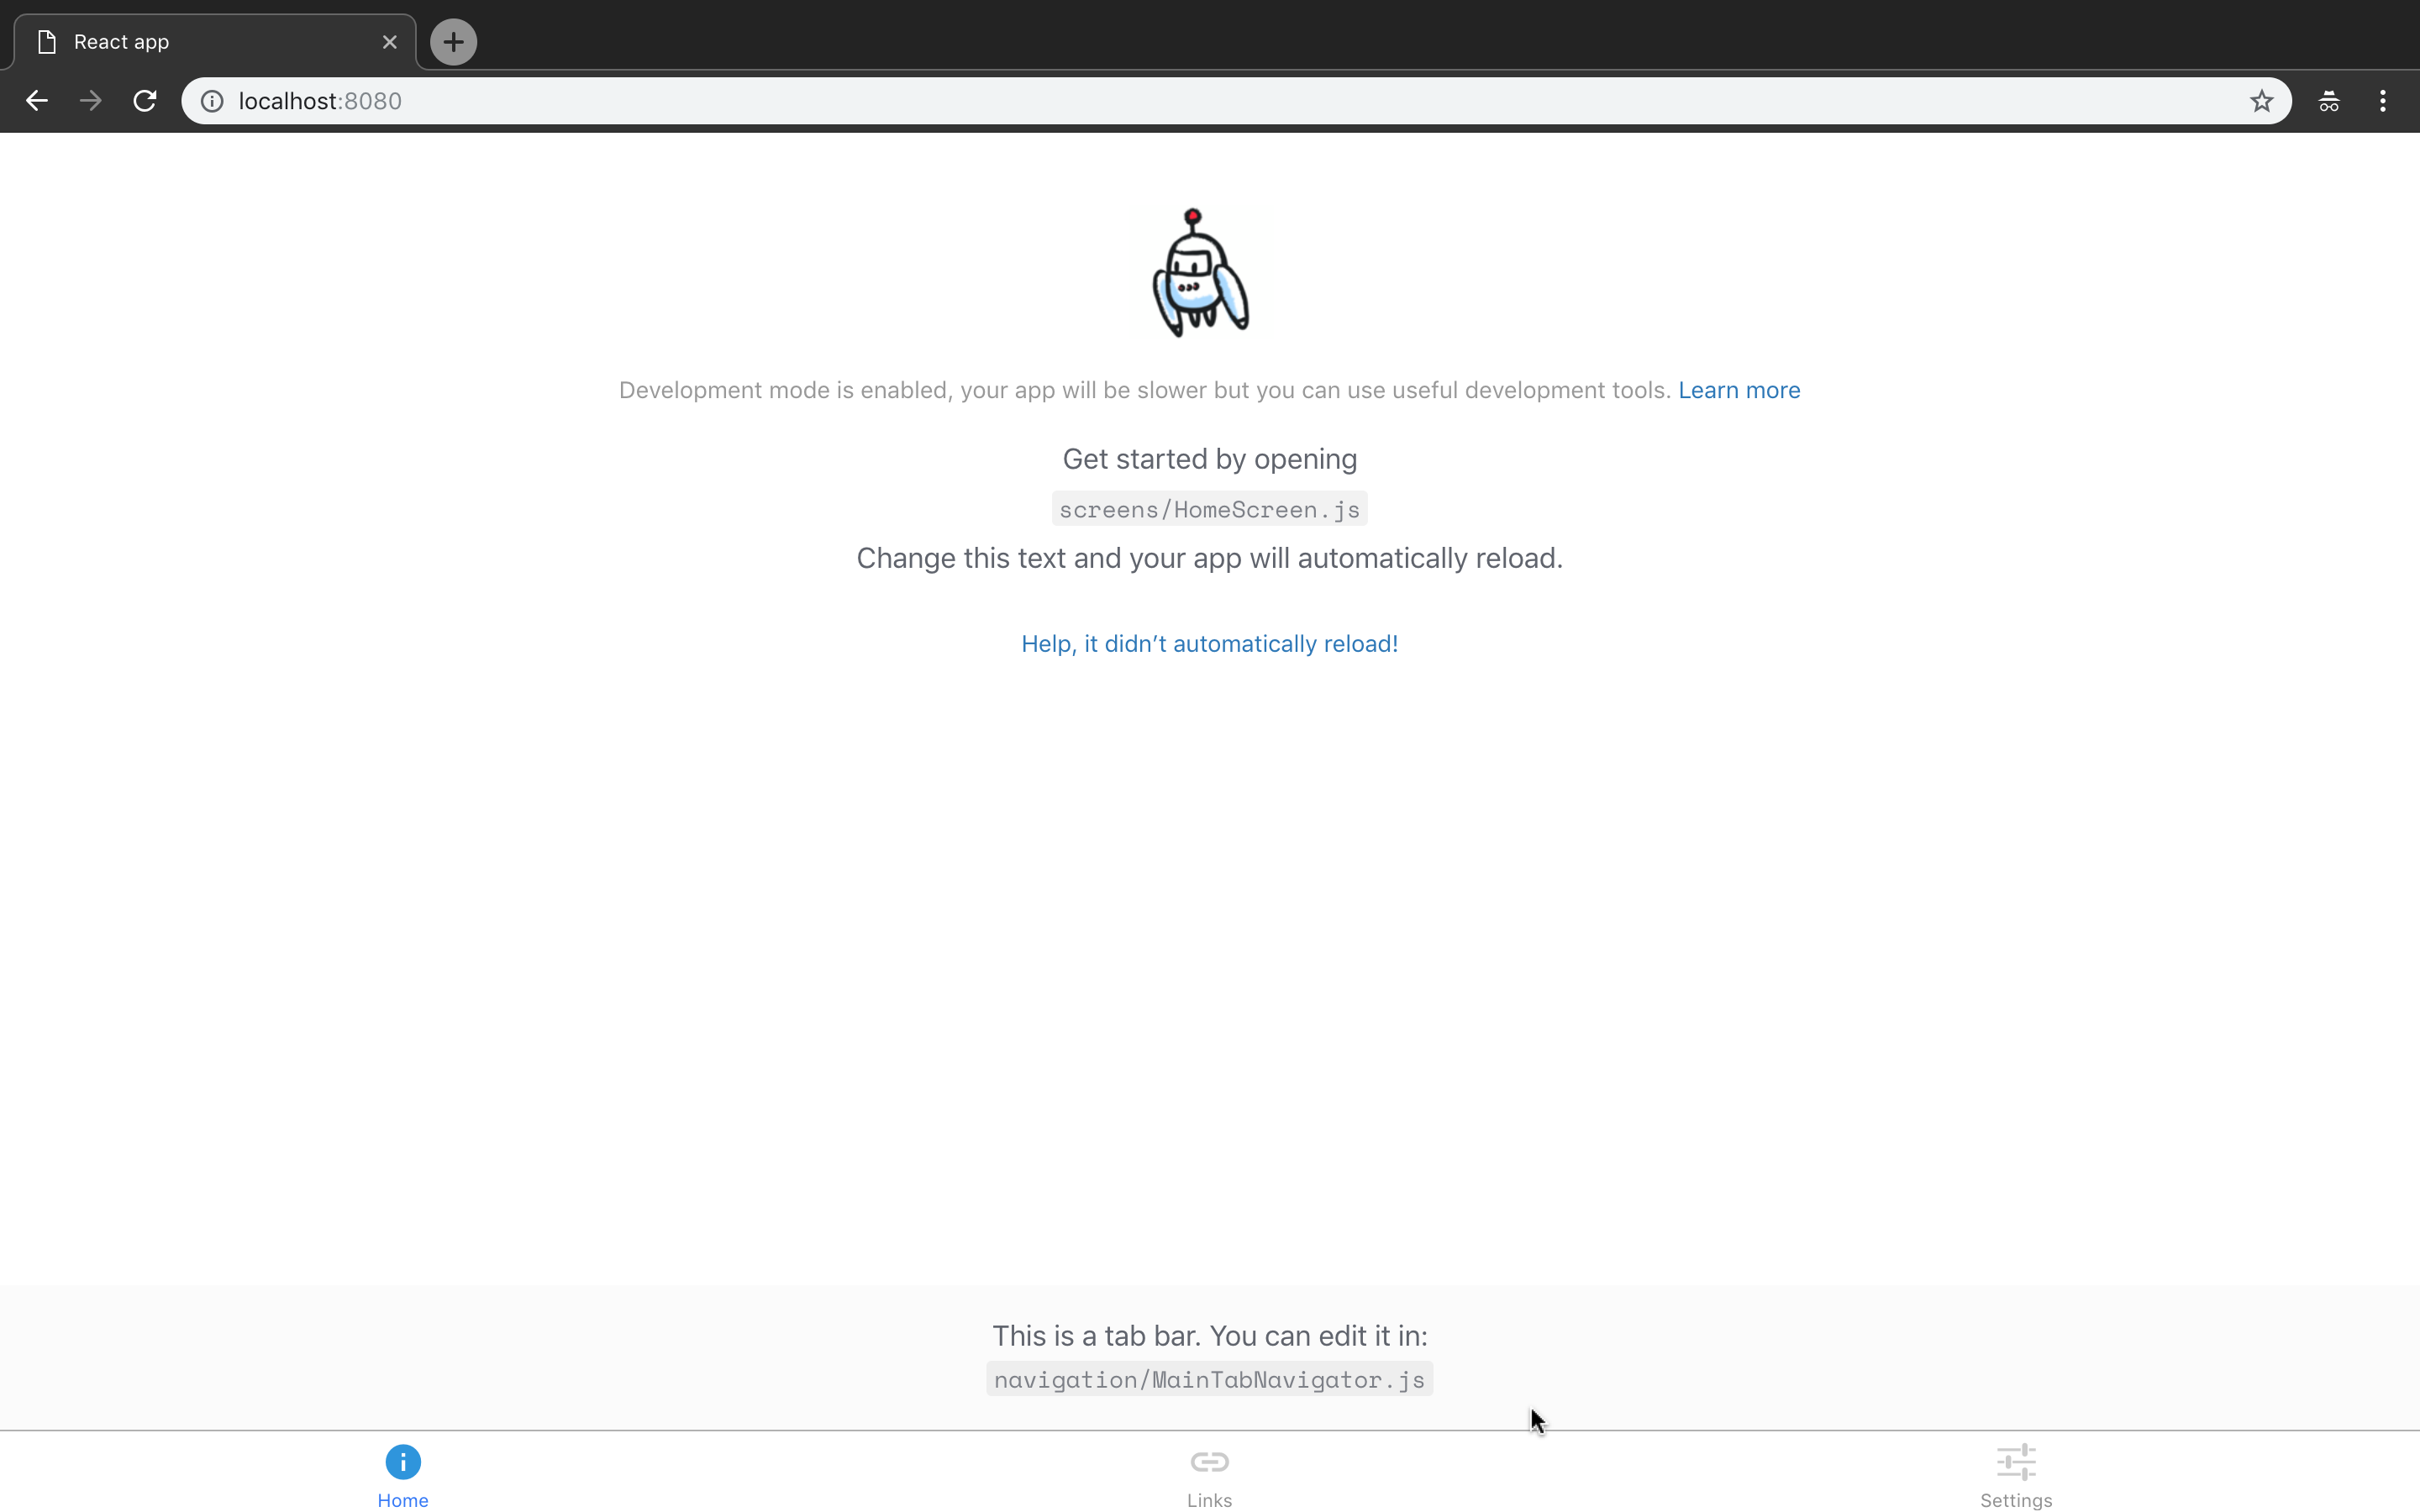 React app
localhost:8080
Development mode is enabled, your app will be slower but you can use useful development tools. Learn more
Get started by opening
screens/HomeScreen.js
Change this text and your app will automatically reload.
Help, it didn’t automatically reload!
This is a tab bar. You can edit it in:
navigation/MainTabNavigator.js
Home Links Settings